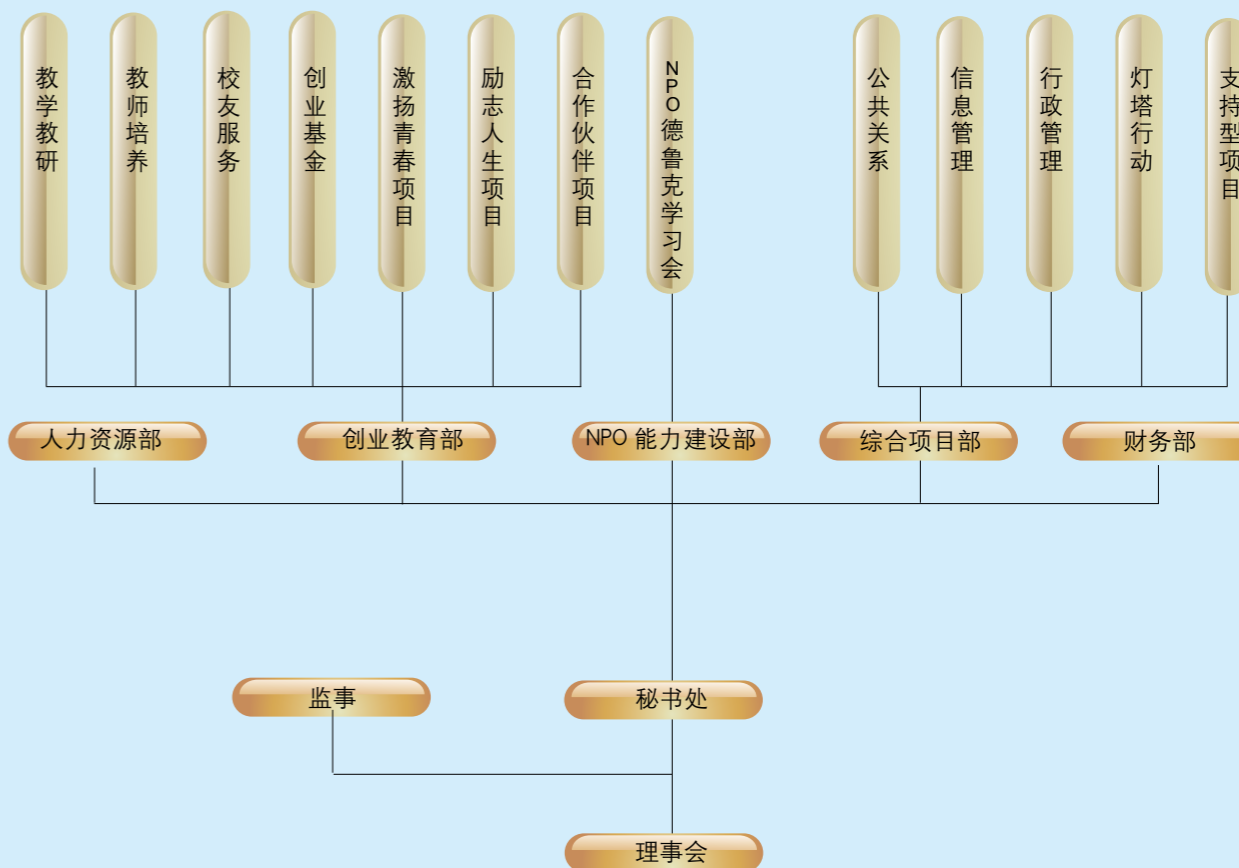 教学教研
教师培养
校友服务
创业基金
激扬青春项目
励志人生项目
合作伙伴项目
NPO德鲁克学习会
公共关系
信息管理
行政管理
灯塔行动
支持型项目
人力资源部
创业教育部
NPO 能力建设部
综合项目部
财务部
监事
秘书处
理事会